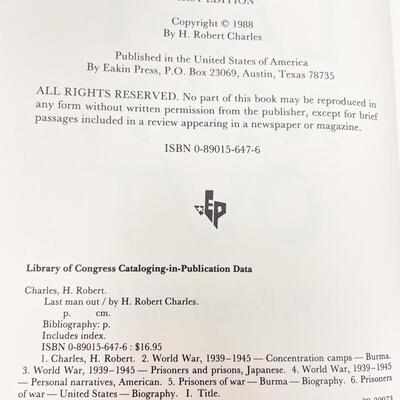 FIRST EDITION
Copyright © 1988
By H. Robert Charles
Published in the United States of America
By Eakin Press, P.O. Box 23069, Austin, Texas 78735
ALL RIGHTS RESERVED. No part of this book may be reproduced in
any form without written permission from the publisher, except for brief
passages included in a review appearing in a newspaper or magazine.
ISBN 0-89015-647-6
EP
Library of Congress Cataloging-in-Publication Data
Charles, H. Robert.
Last man out / by H. Robert Charles.
p. cm.
Bibliography: p.
Includes index.
ISBN 0-89015-647-6 : $16.95
1. Charles, H. Robert. 2. World War, 1939-1945 — Concentration camps — Burma.
3. World War, 1939-1945 — Prisoners and prisons, Japanese. 4. World War, 1939-1945
— Personal narratives, American. 5. Prisoners of war — Burma — Biography. 6. Prisoners
of war — United States — Biography. I. Title.